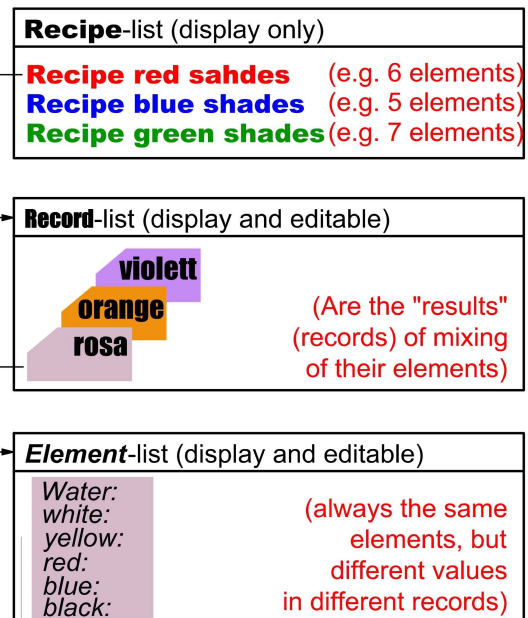 Recipe-list (display only)
Recipe red sahdes (e.g. 6 elements)
Recipe blue shades (e.g. 5 elements)
Recipe green shades (e.g. 7 elements)
Record-list (display and editable)
violett
orange
rosa
(Are the "results"
(records) of mixing
of their elements)
Element-list (display and editable)
Water:
white:
yellow:
red:
blue:
black:
(always the same
elements, but
different values
in different records)